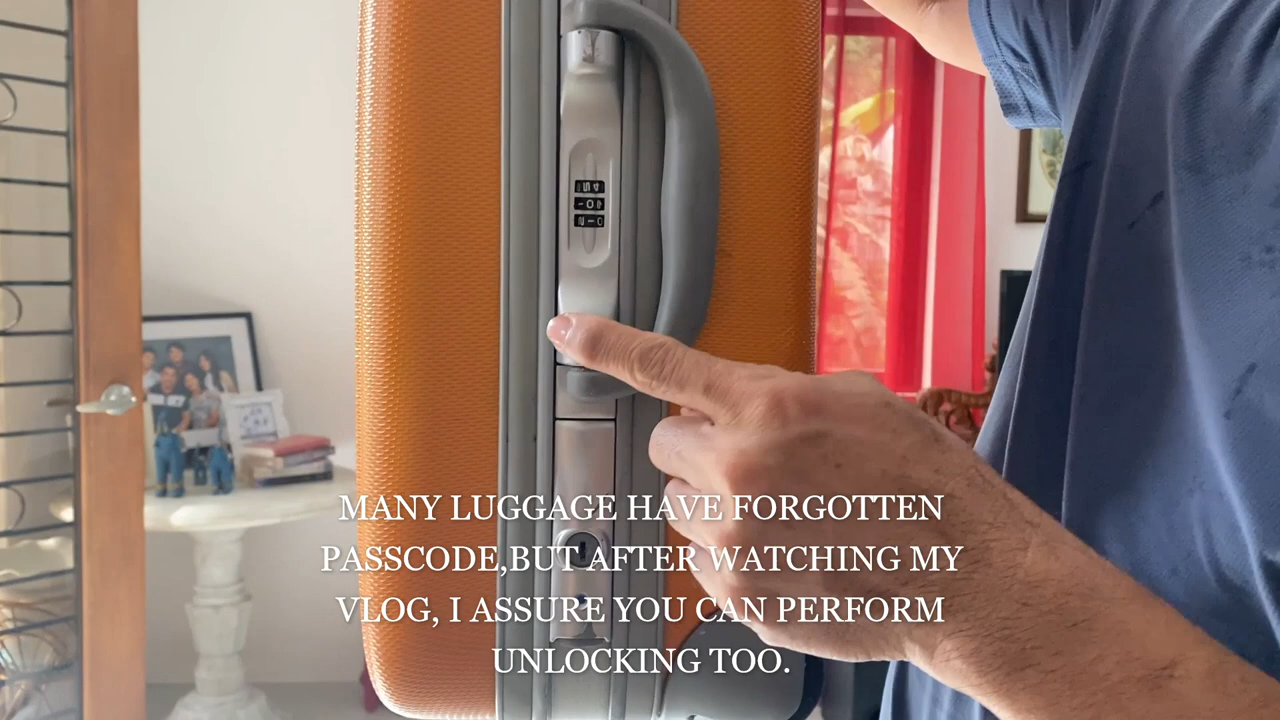 MANY LUGGAGE HAVE FORGOTTEN
PASSCODE,BUT AFTER WATCHING MY
VLOG, I ASSURE YOU CAN PERFORM
UNLOCKING TOO.